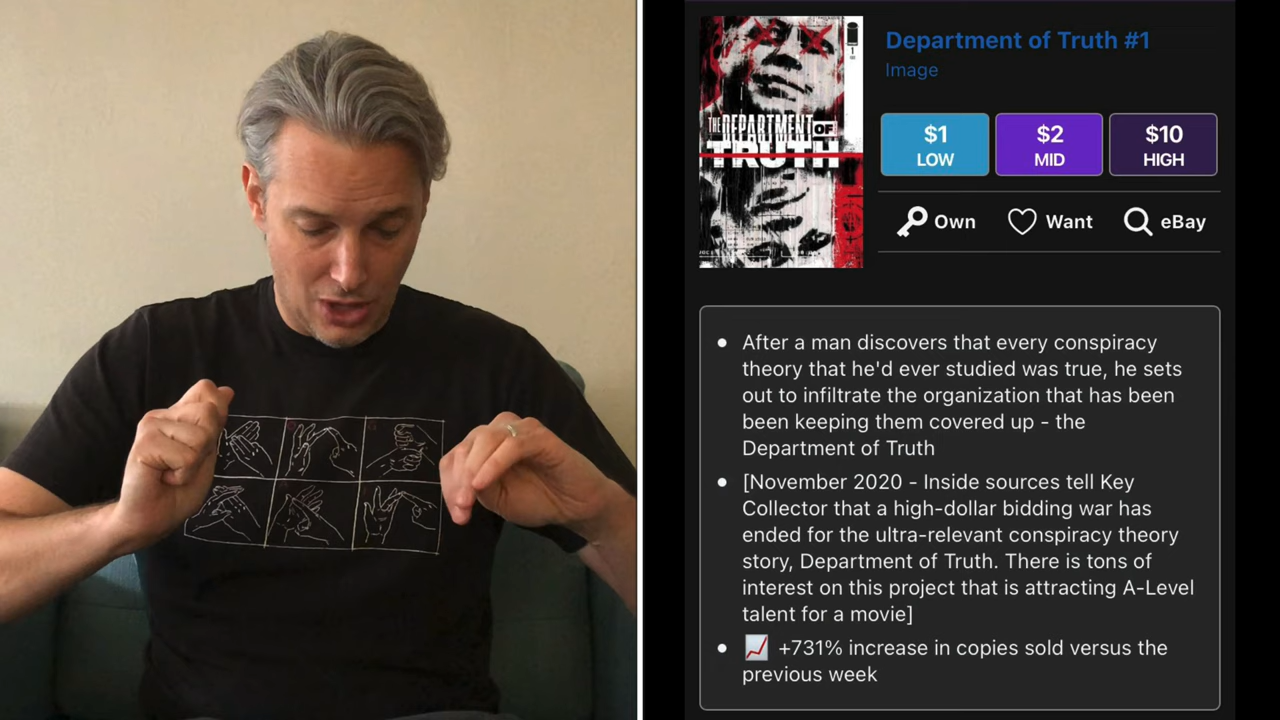 THE DEPARTMENT OF
TRUTH
1
Department of Truth #1
Image
$1
LOW
$2
MID
$10
HIGH
Own
Want
eBay
After a man discovers that every conspiracy
theory that he'd ever studied was true, he sets
out to infiltrate the organization that has been
been keeping them covered up - the
Department of Truth
[November 2020 - Inside sources tell Key
Collector that a high-dollar bidding war has
ended for the ultra-relevant conspiracy theory
story, Department of Truth. There is tons of
interest on this project that is attracting A-Level
talent for a movie]
+731% increase in copies sold versus the
previous week